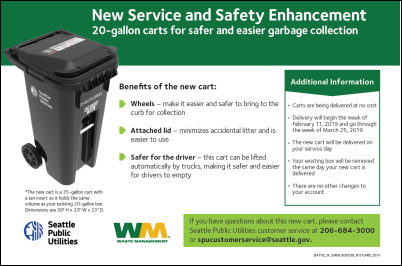 New Service and Safety Enhancement
20-gallon carts for safer and easier garbage collection
Seattle
Public
Utilities
Benefits of the new cart:
Wheels – make it easier and safer to bring to the
curb for collection
Attached lid – minimizes accidental litter and is
easier to use
Safer for the driver – this cart can be lifted
automatically by trucks, making it safer and easier
for drivers to empty
Additional Information
• Carts are being delivered at no cost
• Delivery will begin the week of
February 11, 2019 and go through
the week of March 25, 2019
• The new cart will be delivered on
your service day
• Your existing box will be removed
the same day your new cart is
delivered
• There are no other changes to
your account
*The new cart is a 35-gallon cart with
a tan insert so it holds the same
volume as your existing 20-gallon box.
Dimensions are 39" H x 20" W x 23" D.
Seattle
Public
Utilities
WM
WASTE MANAGEMENT
If you have questions about this new cart, please contact
Seattle Public Utilities customer service at 206-684-3000
or spucustomerservice@seattle.gov.